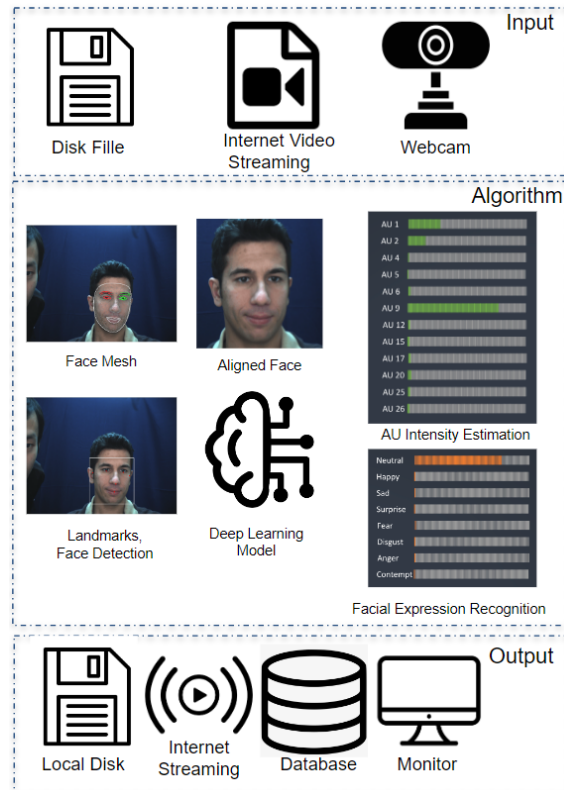 Input
Disk Fille
Internet Video
Streaming
Webcam
Algorithm
Face Mesh
Aligned Face
AU 1
AU 2
AU 4
AU 5
AU 6
AU 9
AU 12
AU 15
AU 17
AU 20
AU 25
AU 26
AU Intensity Estimation
Landmarks,
Face Detection
Deep Learning
Model
Neutral
Happy
Sad
Surprise
Fear
Disgust
Anger
Contempt
Facial Expression Recognition
Output
Local Disk
Internet
Streaming
Database
Monitor